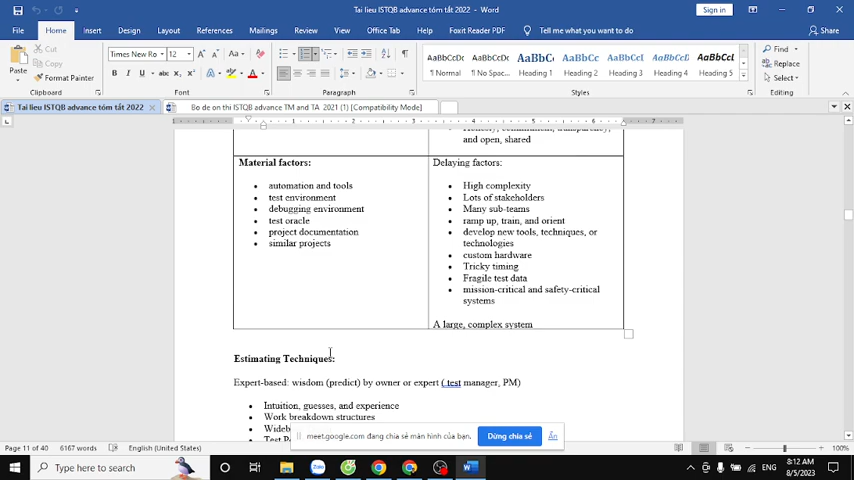 Tai lieu ISTQB advance tóm tắt 2022 - Word
Sign in
File Home Insert Draw Design Layout References Mailings Review View Office Tab Help Foxit Reader PDF Tell me what you want to do Share
Paste
Cut
Copy
Format Painter
Clipboard
Times New Ro 12
Font
Paragraph
AaBbCcDc AaBbCcDc AaBbCc AaBbCc AaBbCc AaBbCcD AaBbCcI
¶ Normal ¶ No Spac... Heading 1 Heading 2 Heading 3 Heading 4 Heading 5
Styles
Find
Replace
Select
Editing
Tai lieu ISTQB advance tóm tắt 2022
Bo de on thi ISTQB advance TM and TA 2021 (1) [Compatibility Mode]
Honesty, commitment, transparency,
and open, shared
Material factors:
automation and tools
test environment
debugging environment
test oracle
project documentation
similar projects
Delaying factors:
High complexity
Lots of stakeholders
Many sub-teams
ramp up, train, and orient
develop new tools, techniques, or
technologies
custom hardware
Tricky timing
Fragile test data
mission-critical and safety-critical
systems
A large, complex system
Estimating Techniques:
Expert-based: wisdom (predict) by owner or expert ( test manager, PM)
Intuition, guesses, and experience
Work breakdown structures
meet.google.com đang chia sẻ màn hình của bạn.
Dừng chia sẻ
Ẩn
Page 11 of 40 6167 words English (United States) 100%
Type here to search
ENG
8:12 AM
8/5/2023